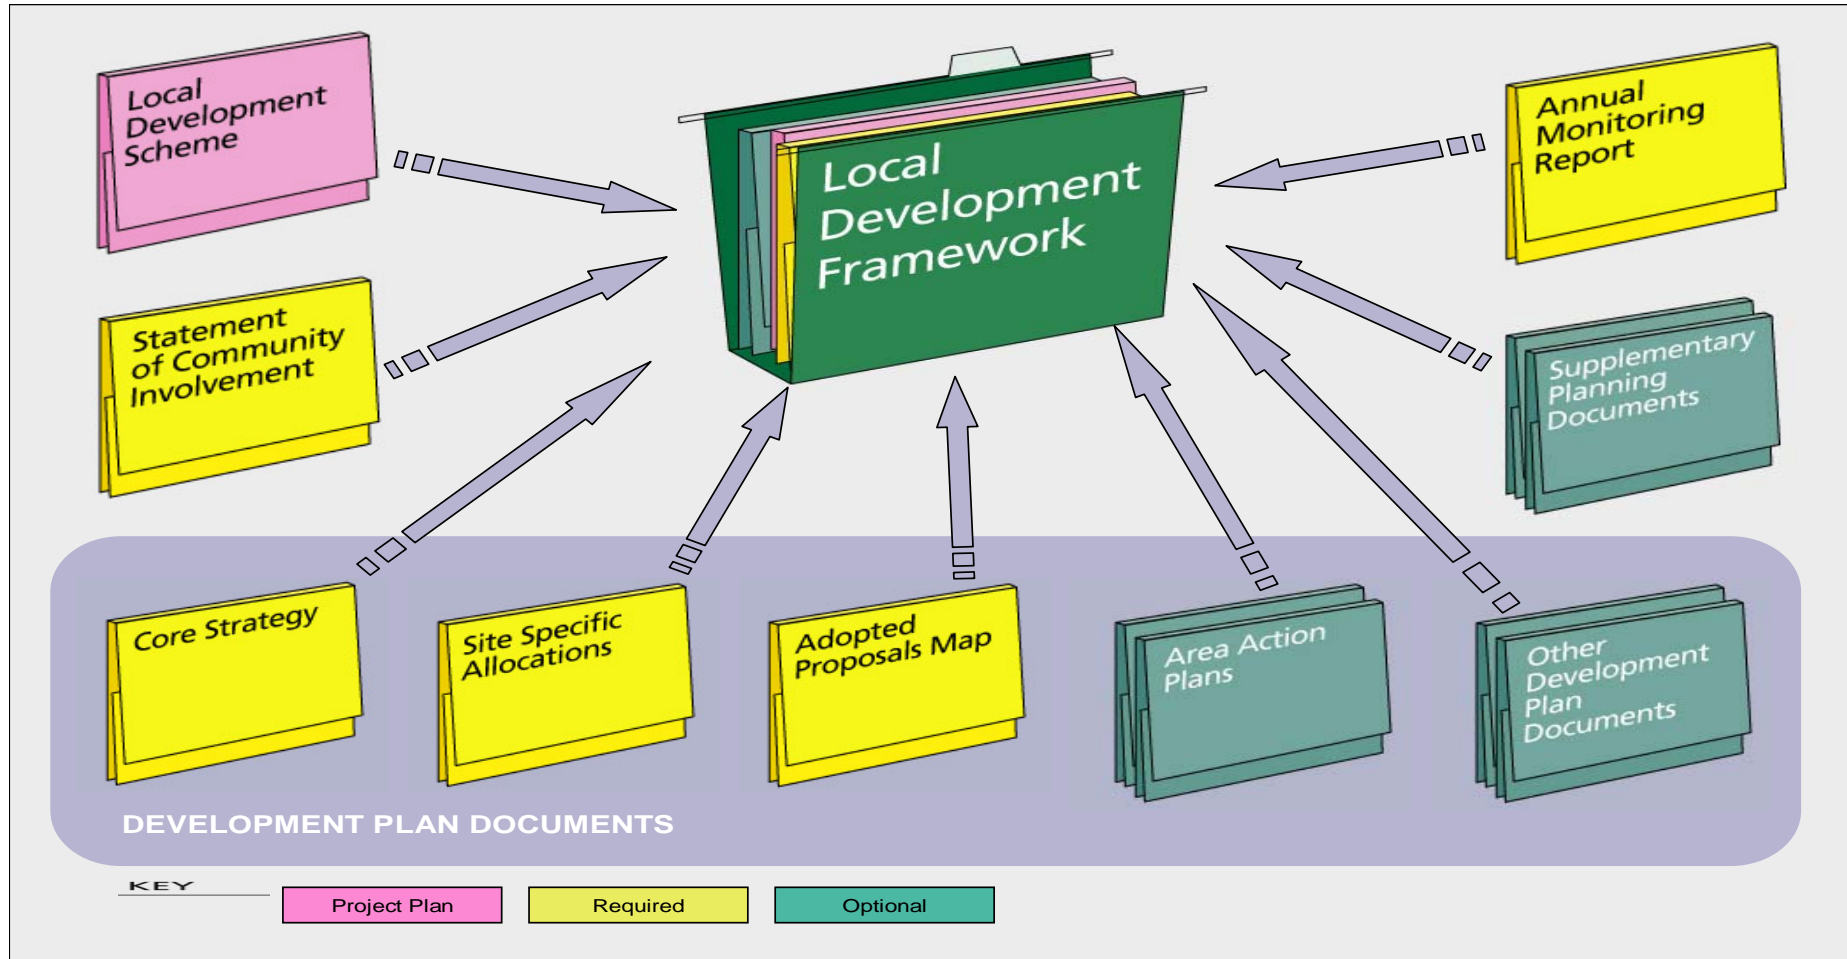 Local
Development
Scheme
Local
Development
Framework
Annual
Monitoring
Report
Statement
of Community
Involvement
Supplementary
Planning
Documents
Core Strategy
Site Specific
Allocations
Adopted
Proposals Map
Area Action
Plans
Other
Development
Plan
Documents
DEVELOPMENT PLAN DOCUMENTS
KEY
Project Plan
Required
Optional